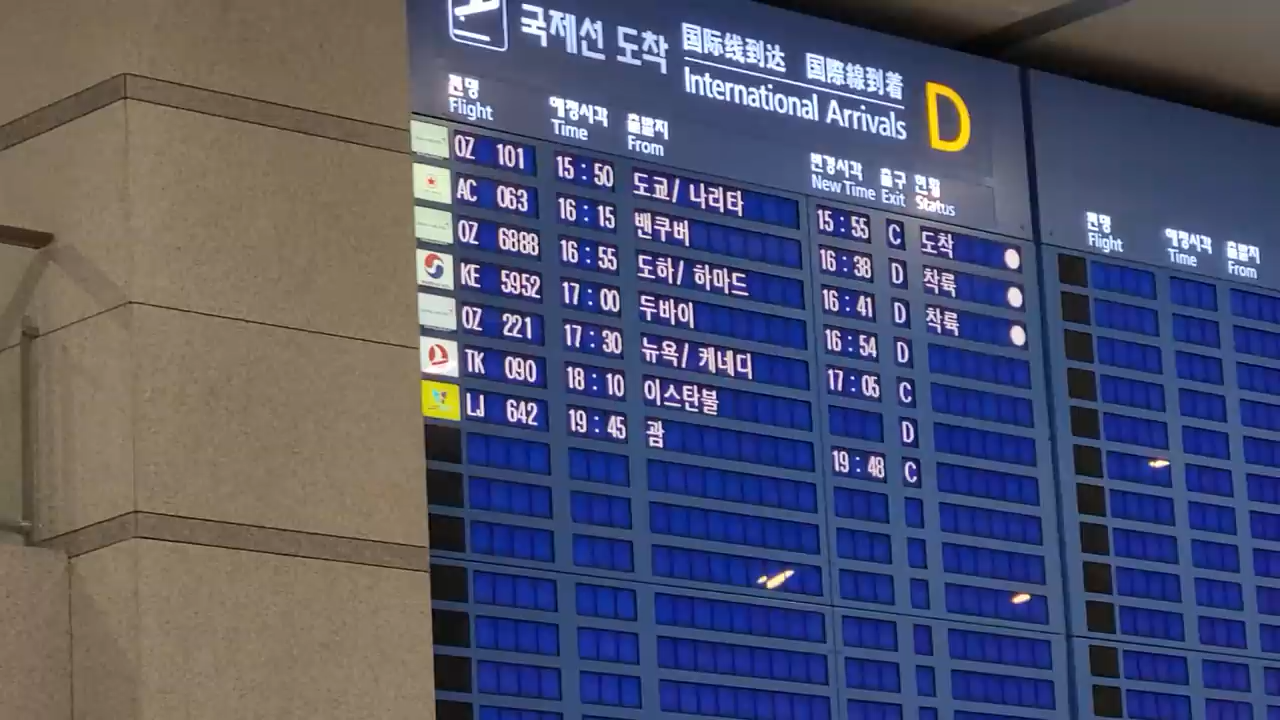 국제선 도착 国际线到达 国際線到着
International Arrivals D
편명 예정시각 출발지 변경시각 출구 현황
Flight Time From New Time Exit Status
OZ 101 15:50 도쿄/나리타 15:55 C 도착
AC 063 16:15 밴쿠버 16:38 D 착륙
OZ 6888 16:55 도하/하마드 16:41 D 착륙
KE 5952 17:00 두바이 16:54 D
OZ 221 17:30 뉴욕/케네디 17:05 C
TK 090 18:10 이스탄불 D
LJ 642 19:45 괌 19:48 C
편명 예정시각 출발지
Flight Time From